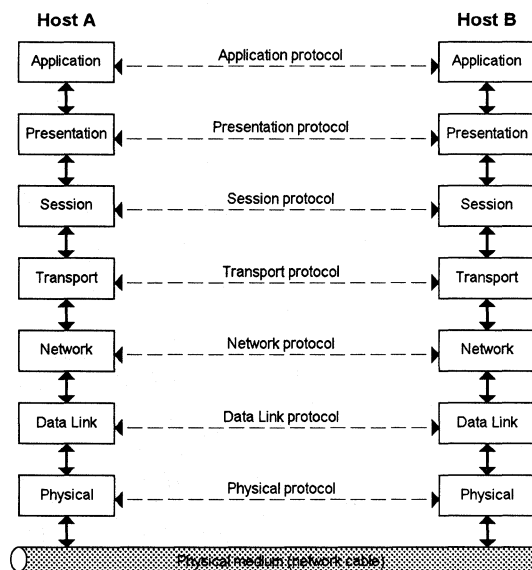 Host A Host B
Application Application protocol Application
Presentation Presentation protocol Presentation
Session Session protocol Session
Transport Transport protocol Transport
Network Network protocol Network
Data Link Data Link protocol Data Link
Physical Physical protocol Physical
Physical medium (network cable)